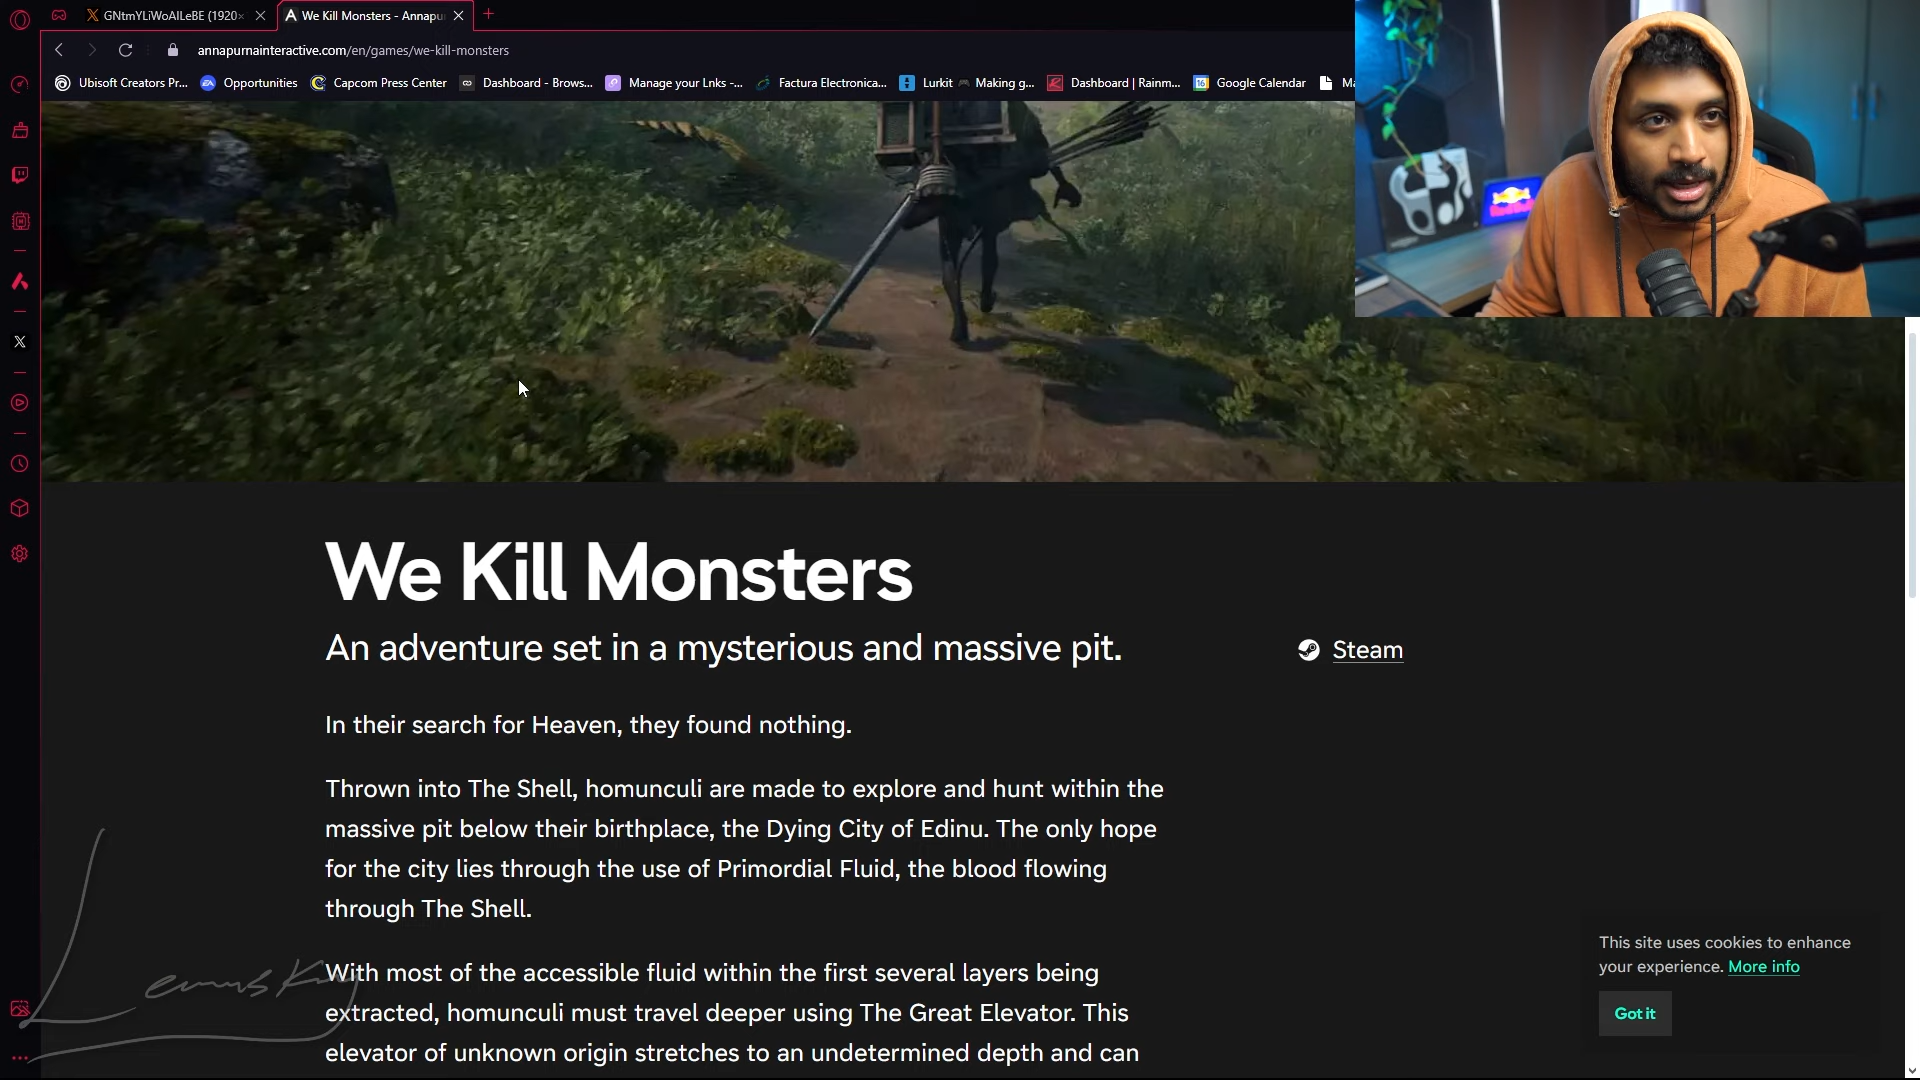 GNtmYLiWoAILeBE (1920×
We Kill Monsters - Annapur
annapurnainteractive.com/en/games/we-kill-monsters
Ubisoft Creators Pr...
Opportunities
Capcom Press Center
Dashboard - Brows...
Manage your Lnks -...
Factura Electronica...
Lurkit
Making g...
Dashboard | Rainm...
Google Calendar
We Kill Monsters
An adventure set in a mysterious and massive pit.
Steam
In their search for Heaven, they found nothing.
Thrown into The Shell, homunculi are made to explore and hunt within the
massive pit below their birthplace, the Dying City of Edinu. The only hope
for the city lies through the use of Primordial Fluid, the blood flowing
through The Shell.
With most of the accessible fluid within the first several layers being
extracted, homunculi must travel deeper using The Great Elevator. This
elevator of unknown origin stretches to an undetermined depth and can
This site uses cookies to enhance
your experience. More info
Got it